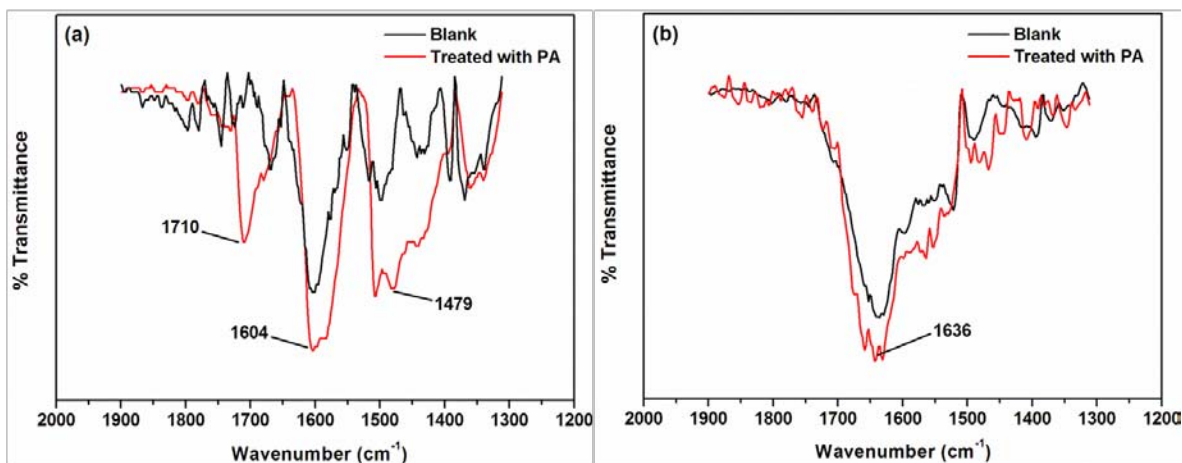 (a)
Blank
Treated with PA
% Transmittance
1710
1604
1479
2000 1900 1800 1700 1600 1500 1400 1300 1200
Wavenumber (cm⁻¹)
(b)
Blank
Treated with PA
% Transmittance
1636
2000 1900 1800 1700 1600 1500 1400 1300 1200
Wavenumber (cm⁻¹)